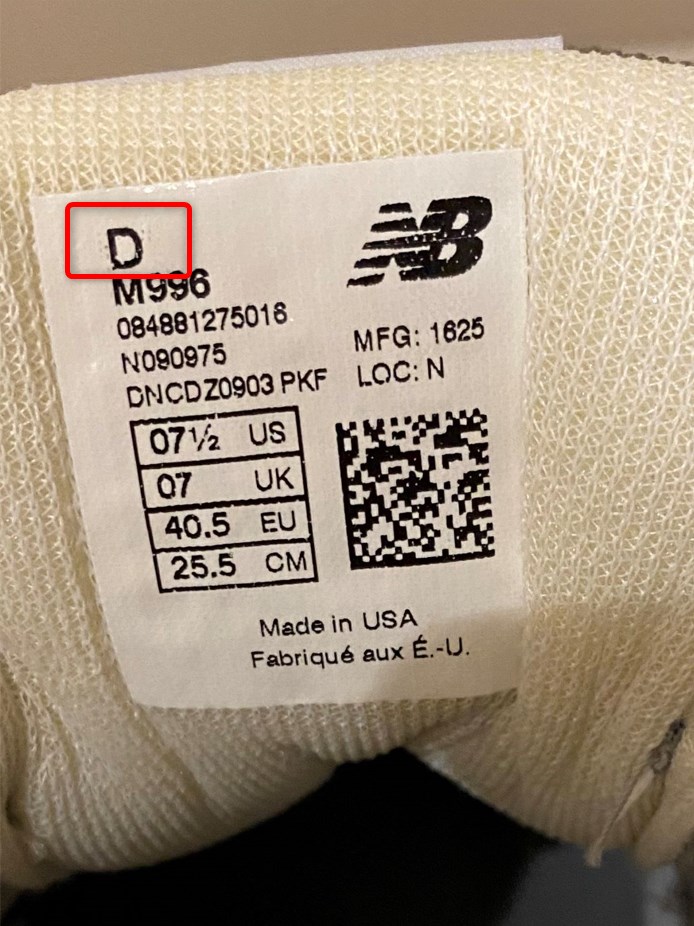 D
NB
M996
084881275016
N090975
DNCDZ0903 PKF
MFG: 1625
LOC: N
07½ US
07 UK
40.5 EU
25.5 CM
Made in USA
Fabriqué aux É.-U.